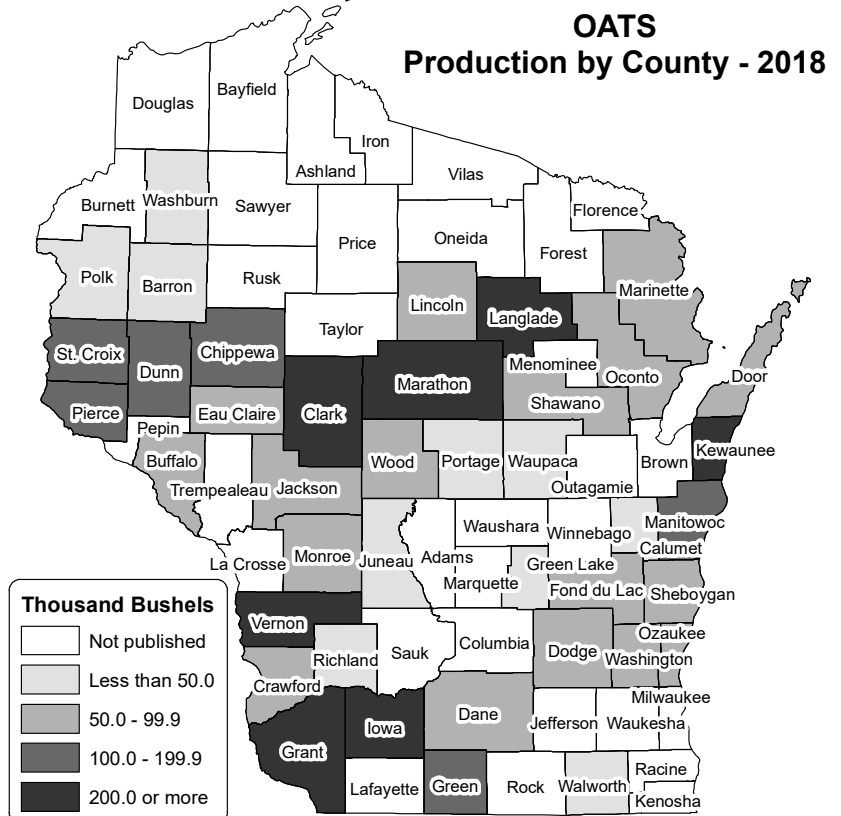 OATS
Production by County - 2018
Douglas
Bayfield
Iron
Ashland
Vilas
Burnett
Washburn
Sawyer
Florence
Price
Oneida
Forest
Polk
Barron
Rusk
Marinette
Lincoln
Langlade
Taylor
St. Croix
Chippewa
Dunn
Menominee
Oconto
Door
Marathon
Shawano
Pierce
Eau Claire
Clark
Pepin
Kewaunee
Buffalo
Wood
Portage
Waupaca
Brown
Trempealeau
Jackson
Outagamie
Manitowoc
Waushara
Winnebago
Calumet
La Crosse
Monroe
Juneau
Adams
Green Lake
Marquette
Fond du Lac
Sheboygan
Vernon
Ozaukee
Columbia
Richland
Sauk
Dodge
Washington
Crawford
Milwaukee
Dane
Jefferson
Waukesha
Iowa
Grant
Racine
Lafayette
Green
Rock
Walworth
Kenosha
Thousand Bushels
Not published
Less than 50.0
50.0 - 99.9
100.0 - 199.9
200.0 or more